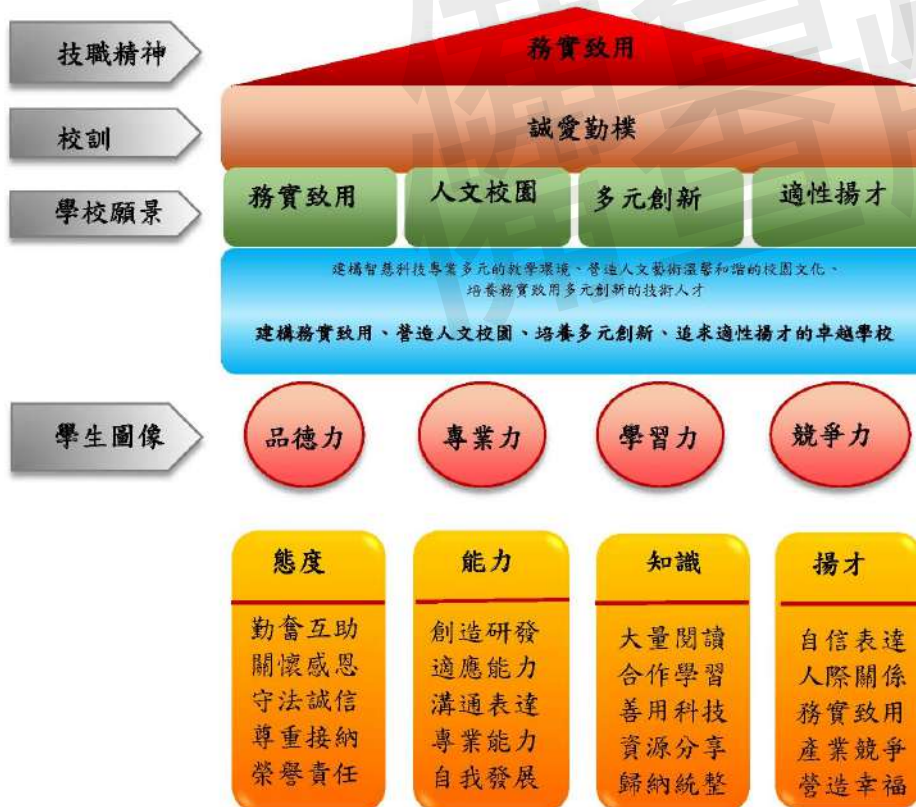 技職精神
務實致用
校訓
誠愛勤樸
學校願景
務實致用
人文校園
多元創新
適性揚才
建構智慧科技專業多元的教學環境、營造人文藝術溫馨和諧的校園文化、
培養務實致用多元創新的技術人才
建構務實致用、營造人文校園、培養多元創新、追求適性揚才的卓越學校
學生圖像
品德力
專業力
學習力
競爭力
態度
勤奮互助
關懷感恩
守法誠信
尊重接納
榮譽責任
能力
創造研發
適應能力
溝通表達
專業能力
自我發展
知識
大量閱讀
合作學習
善用科技
資源分享
歸納統整
揚才
自信表達
人際關係
務實致用
產業競爭
營造幸福